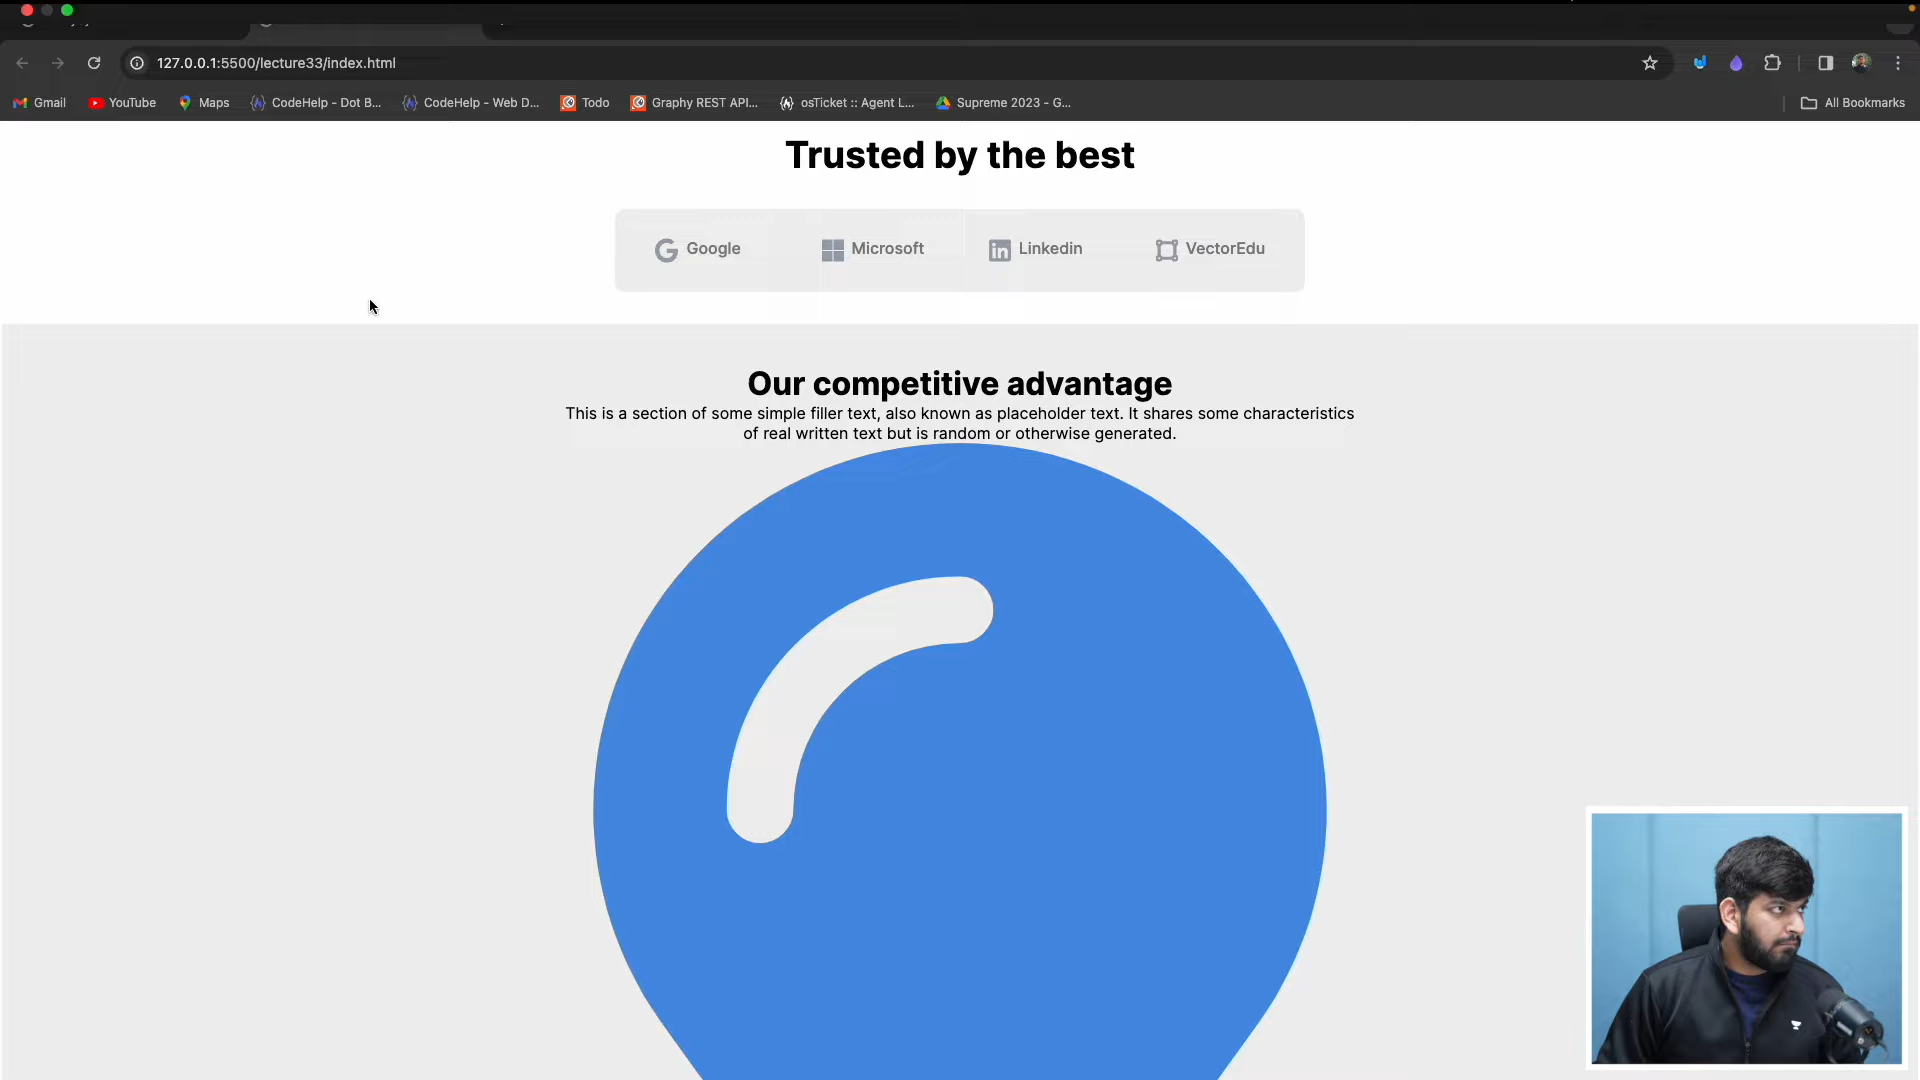 127.0.0.1:5500/lecture33/index.html
Gmail YouTube Maps CodeHelp - Dot B... CodeHelp - Web D... Todo Graphy REST API... osTicket :: Agent L... Supreme 2023 - G... All Bookmarks
Trusted by the best
Google Microsoft Linkedin VectorEdu
Our competitive advantage
This is a section of some simple filler text, also known as placeholder text. It shares some characteristics
of real written text but is random or otherwise generated.